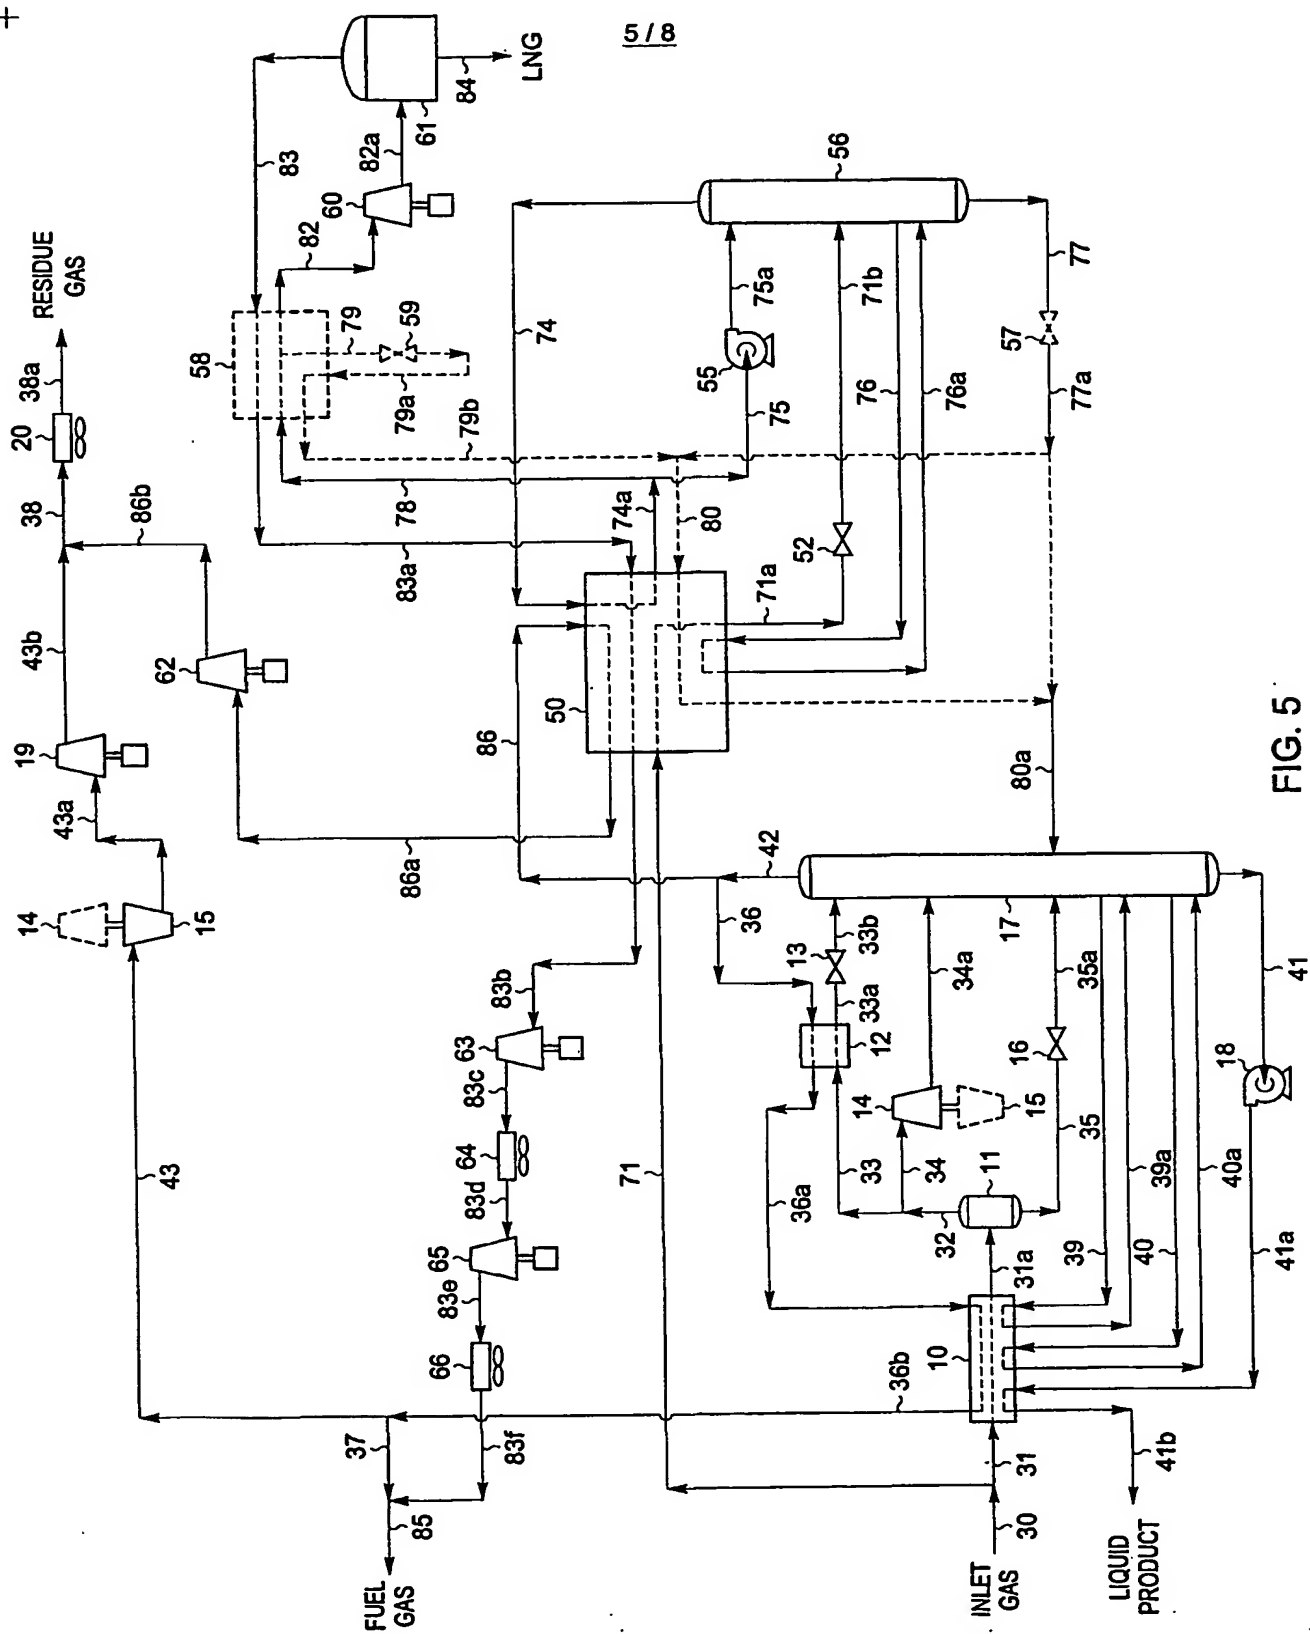 5/8
RESIDUE
GAS
38a
20
38
86b
43b
62
19
43a
14
15
43
86a
83
82a
61
84
LNG
60
82
58
79
59
79a
79b
78
74a
83a
74
55
75a
75
56
71b
76
76a
77
57
77a
80
52
71a
50
86
80a
42
36
13
33b
33a
12
17
34a
35a
16
14
15
33
34
35
11
32
31a
36a
71
83b
63
83c
64
83d
65
83e
66
83f
37
85
FUEL
GAS
36b
10
39
39a
40
40a
41
18
41a
41b
31
30
INLET
GAS
LIQUID
PRODUCT
FIG. 5